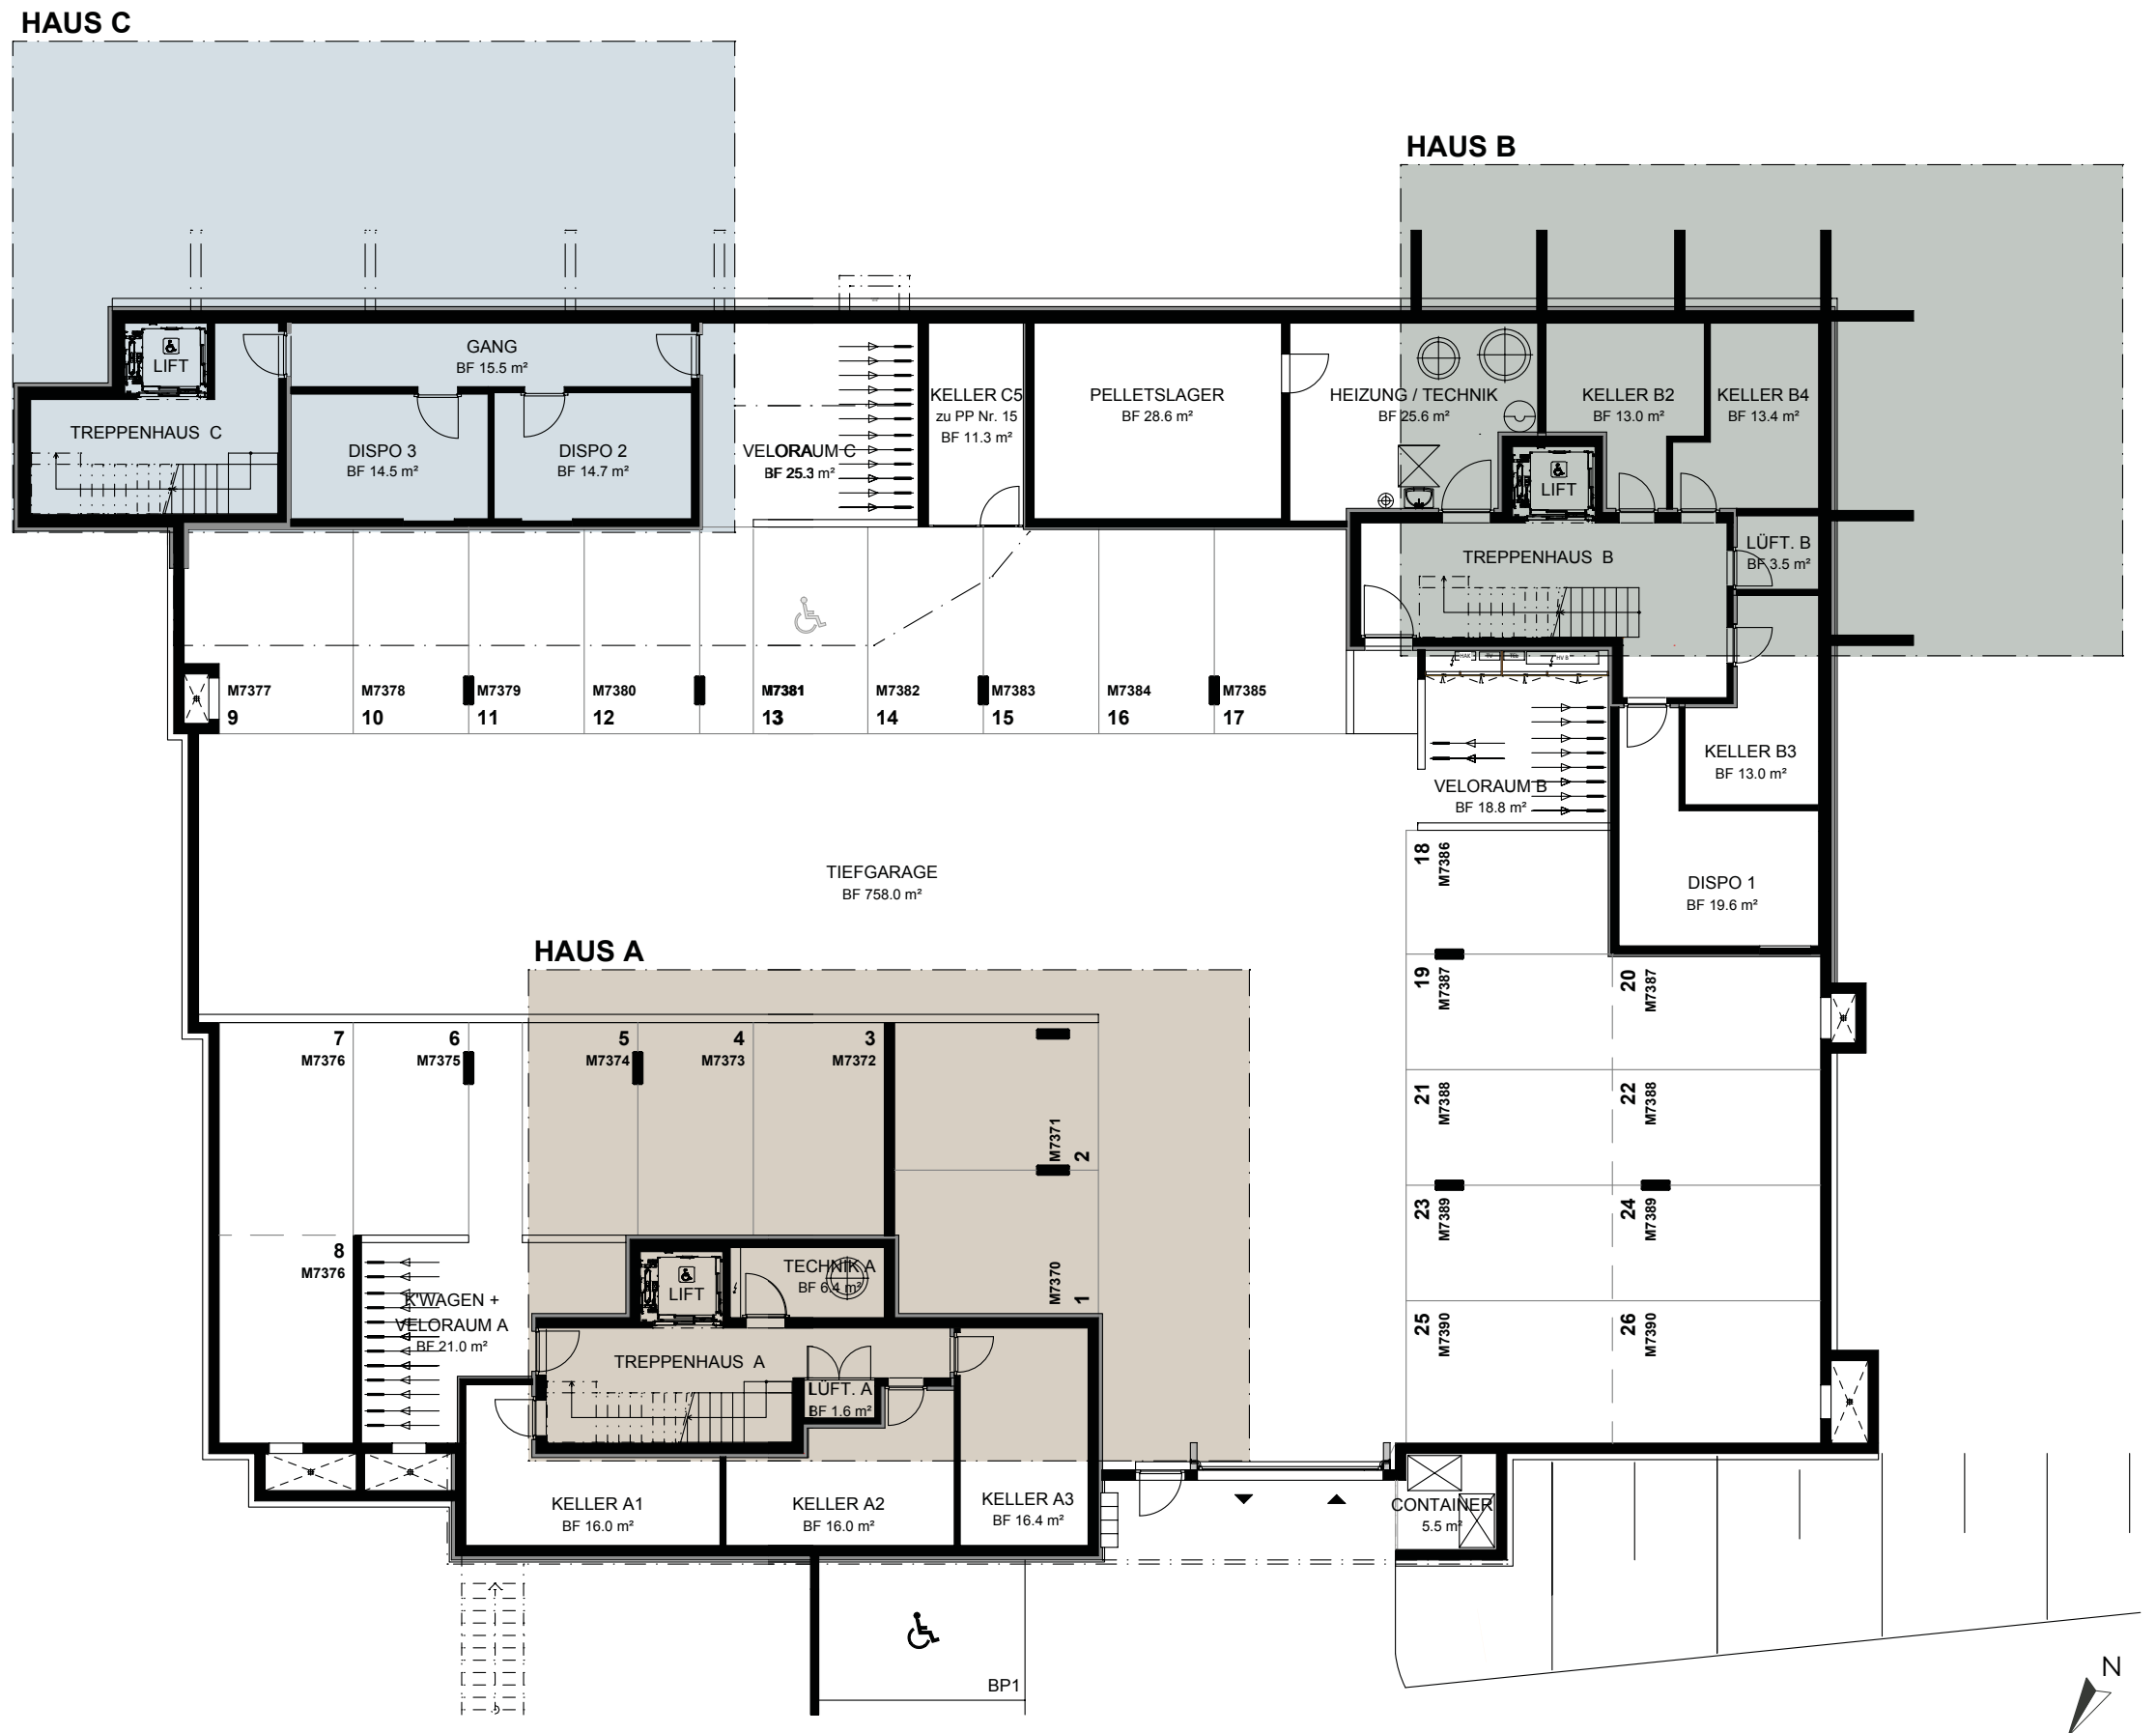 HAUS C
HAUS B
LIFT
GANG
BF 15.5 m²
TREPPENHAUS C
DISPO 3
BF 14.5 m²
DISPO 2
BF 14.7 m²
VELORAUM C
BF 25.3 m²
KELLER C5
zu PP Nr. 15
BF 11.3 m²
PELLETSLAGER
BF 28.6 m²
HEIZUNG / TECHNIK
BF 25.6 m²
KELLER B2
BF 13.0 m²
KELLER B4
BF 13.4 m²
LIFT
TREPPENHAUS B
LÜFT. B
BF 3.5 m²
HV B
M7377
9
M7378
10
M7379
11
M7380
12
M7381
13
M7382
14
M7383
15
M7384
16
M7385
17
VELORAUM B
BF 18.8 m²
KELLER B3
BF 13.0 m²
DISPO 1
BF 19.6 m²
TIEFGARAGE
BF 758.0 m²
18
M7386
19
M7387
20
M7387
21
M7388
22
M7388
23
M7389
24
M7389
25
M7390
26
M7390
HAUS A
7
M7376
6
M7375
5
M7374
4
M7373
3
M7372
M7371
2
M7370
1
8
M7376
K'WAGEN +
VELORAUM A
BF 21.0 m²
LIFT
TECHNIK A
BF 6.4 m²
TREPPENHAUS A
LÜFT. A
BF 1.6 m²
KELLER A1
BF 16.0 m²
KELLER A2
BF 16.0 m²
KELLER A3
BF 16.4 m²
CONTAINER
5.5 m²
BP1
N